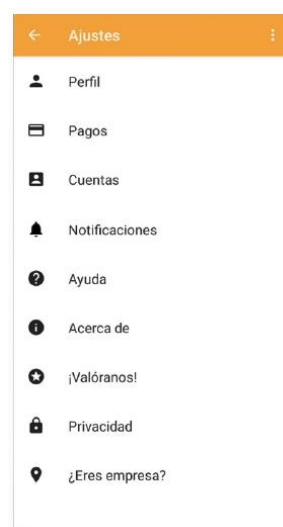 Ajustes
Perfil
Pagos
Cuentas
Notificaciones
Ayuda
Acerca de
¡Valóranos!
Privacidad
¿Eres empresa?